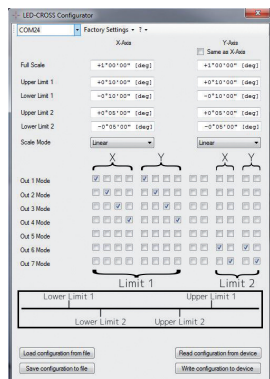 LED-CROSS Configurator
COM24 Factory Settings ?
X-Axis Y-Axis
Same as X-Axis
Full Scale +1°00'00" [deg] +1°00'00" [deg]
Upper Limit 1 +0°10'00" [deg] +0°10'00" [deg]
Lower Limit 1 -0°10'00" [deg] -0°10'00" [deg]
Upper Limit 2 +0°05'00" [deg] +0°05'00" [deg]
Lower Limit 2 -0°05'00" [deg] -0°05'00" [deg]
Scale Mode Linear Linear
X Y X Y
Out 1 Mode
Out 2 Mode
Out 3 Mode
Out 4 Mode
Out 5 Mode
Out 6 Mode
Out 7 Mode
Limit 1 Limit 2
Lower Limit 1 Upper Limit 1
Lower Limit 2 Upper Limit 2
Load configuration from file Read configuration from device
Save configuration to file Write configuration to device